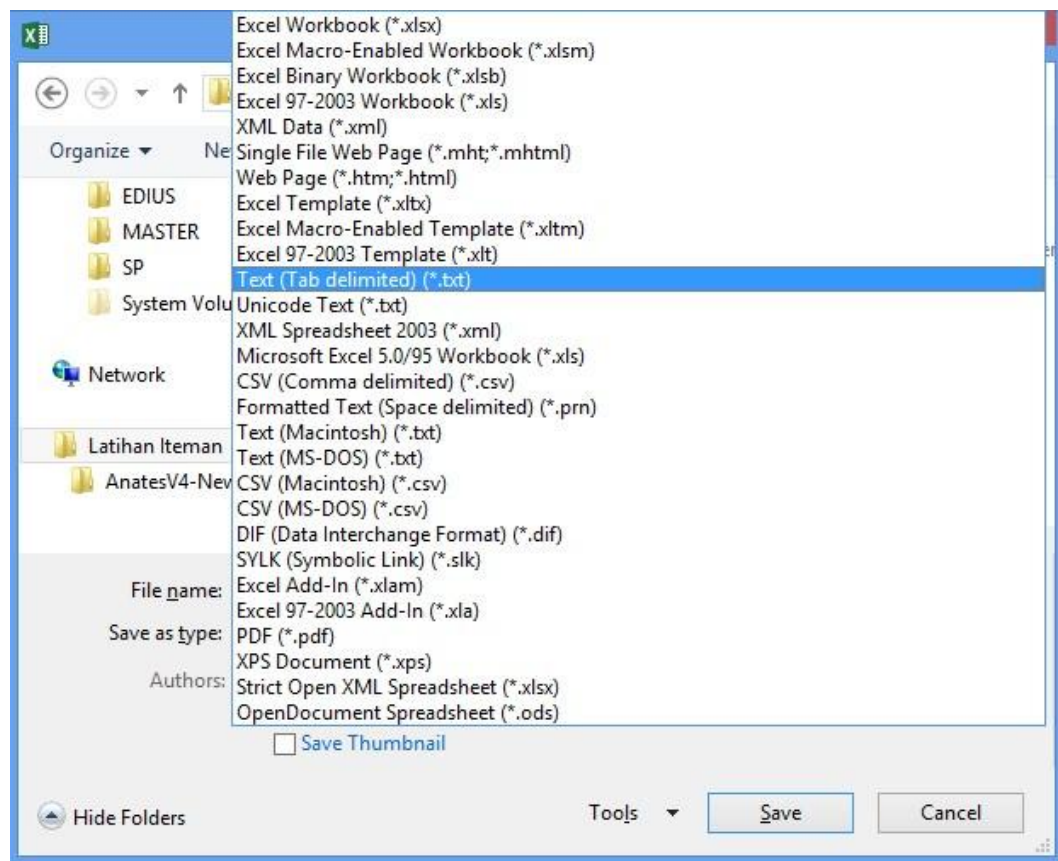 Excel Workbook (*.xlsx)
Excel Macro-Enabled Workbook (*.xlsm)
Excel Binary Workbook (*.xlsb)
Excel 97-2003 Workbook (*.xls)
XML Data (*.xml)
Organize
Ne
Single File Web Page (*.mht;*.mhtml)
Web Page (*.htm;*.html)
EDIUS
Excel Template (*.xltx)
MASTER
Excel Macro-Enabled Template (*.xltm)
Excel 97-2003 Template (*.xlt)
er
SP
Text (Tab delimited) (*.txt)
System Volu
Unicode Text (*.txt)
XML Spreadsheet 2003 (*.xml)
Microsoft Excel 5.0/95 Workbook (*.xls)
Network
CSV (Comma delimited) (*.csv)
Formatted Text (Space delimited) (*.prn)
Text (Macintosh) (*.txt)
Latihan Iteman
Text (MS-DOS) (*.txt)
AnatesV4-New
CSV (Macintosh) (*.csv)
CSV (MS-DOS) (*.csv)
DIF (Data Interchange Format) (*.dif)
SYLK (Symbolic Link) (*.slk)
File name:
Excel Add-In (*.xlam)
Excel 97-2003 Add-In (*.xla)
Save as type:
PDF (*.pdf)
XPS Document (*.xps)
Authors:
Strict Open XML Spreadsheet (*.xlsx)
OpenDocument Spreadsheet (*.ods)
Save Thumbnail
Hide Folders
Tools
Save
Cancel